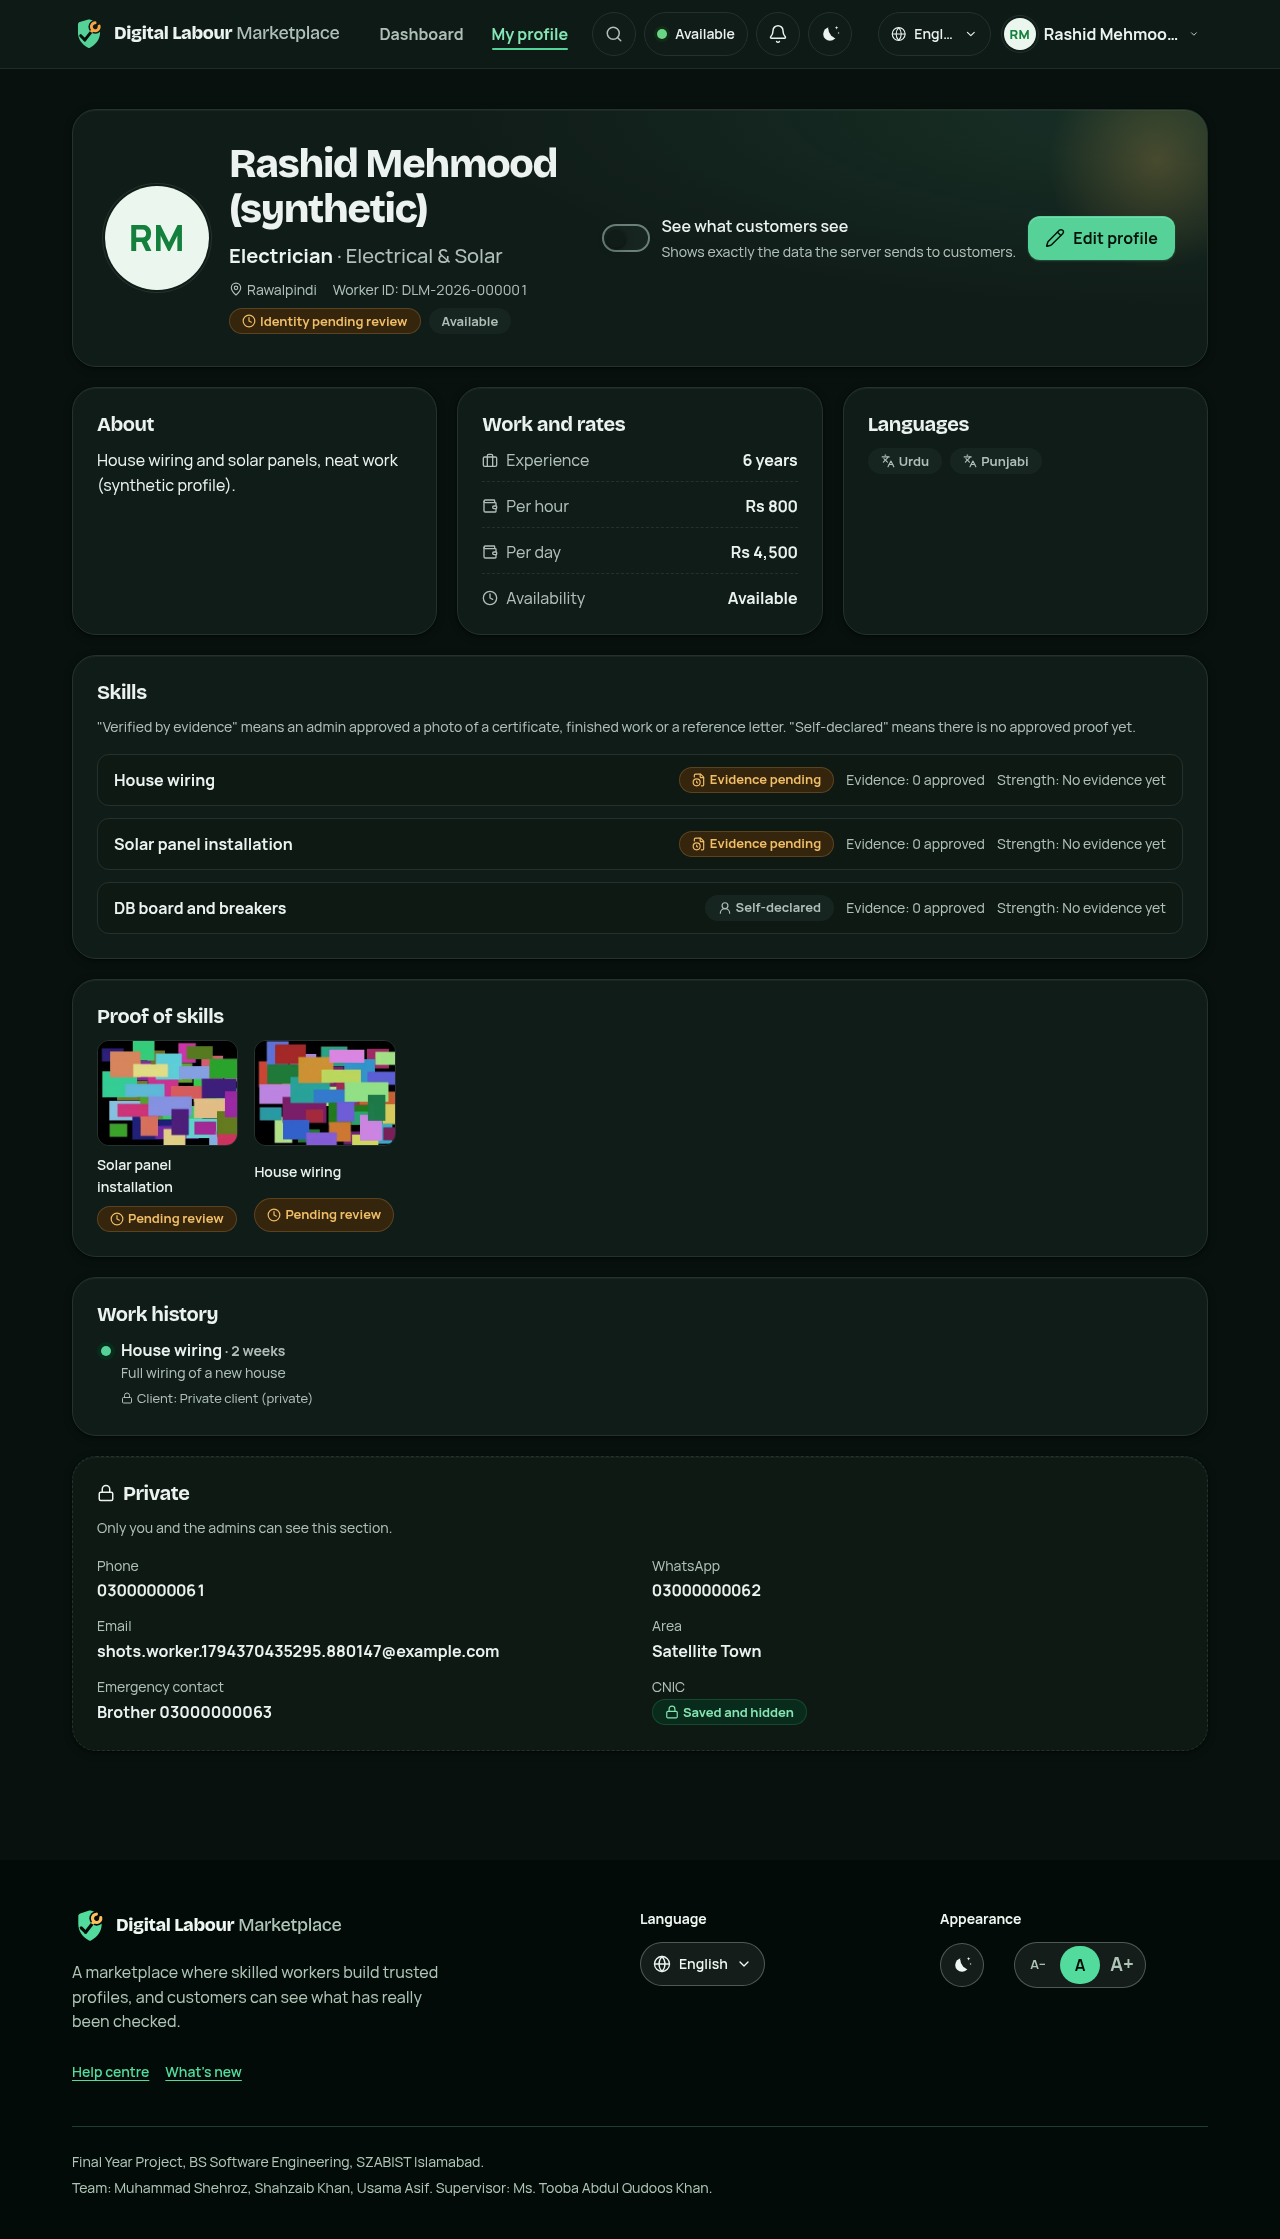 Digital Labour Marketplace
Dashboard
My profile
Available
Engl...
RM
Rashid Mehmoo...
RM
Rashid Mehmood
(synthetic)
Electrician · Electrical & Solar
Rawalpindi Worker ID: DLM-2026-000001
Identity pending review
Available
See what customers see
Shows exactly the data the server sends to customers.
Edit profile
About
House wiring and solar panels, neat work
(synthetic profile).
Work and rates
Experience 6 years
Per hour Rs 800
Per day Rs 4,500
Availability Available
Languages
Urdu
Punjabi
Skills
"Verified by evidence" means an admin approved a photo of a certificate, finished work or a reference letter. "Self-declared" means there is no approved proof yet.
House wiring Evidence pending Evidence: 0 approved Strength: No evidence yet
Solar panel installation Evidence pending Evidence: 0 approved Strength: No evidence yet
DB board and breakers Self-declared Evidence: 0 approved Strength: No evidence yet
Proof of skills
Solar panel
installation
Pending review
House wiring
Pending review
Work history
House wiring · 2 weeks
Full wiring of a new house
Client: Private client (private)
Private
Only you and the admins can see this section.
Phone
03000000061
WhatsApp
03000000062
Email
shots.worker.1794370435295.880147@example.com
Area
Satellite Town
Emergency contact
Brother 03000000063
CNIC
Saved and hidden
Digital Labour Marketplace
A marketplace where skilled workers build trusted
profiles, and customers can see what has really
been checked.
Help centre
What's new
Language
English
Appearance
A−
A
A+
Final Year Project, BS Software Engineering, SZABIST Islamabad.
Team: Muhammad Shehroz, Shahzaib Khan, Usama Asif. Supervisor: Ms. Tooba Abdul Qudoos Khan.